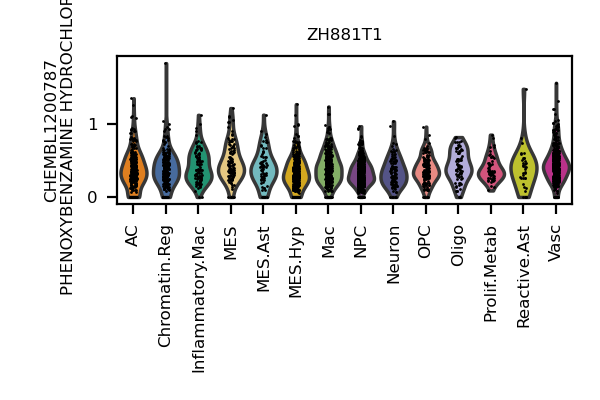 ZH881T1
CHEMBL1200787
PHENOXYBENZAMINE HYDROCHLOR
1
0
AC
Chromatin.Reg
Inflammatory.Mac
MES
MES.Ast
MES.Hyp
Mac
NPC
Neuron
OPC
Oligo
Prolif.Metab
Reactive.Ast
Vasc